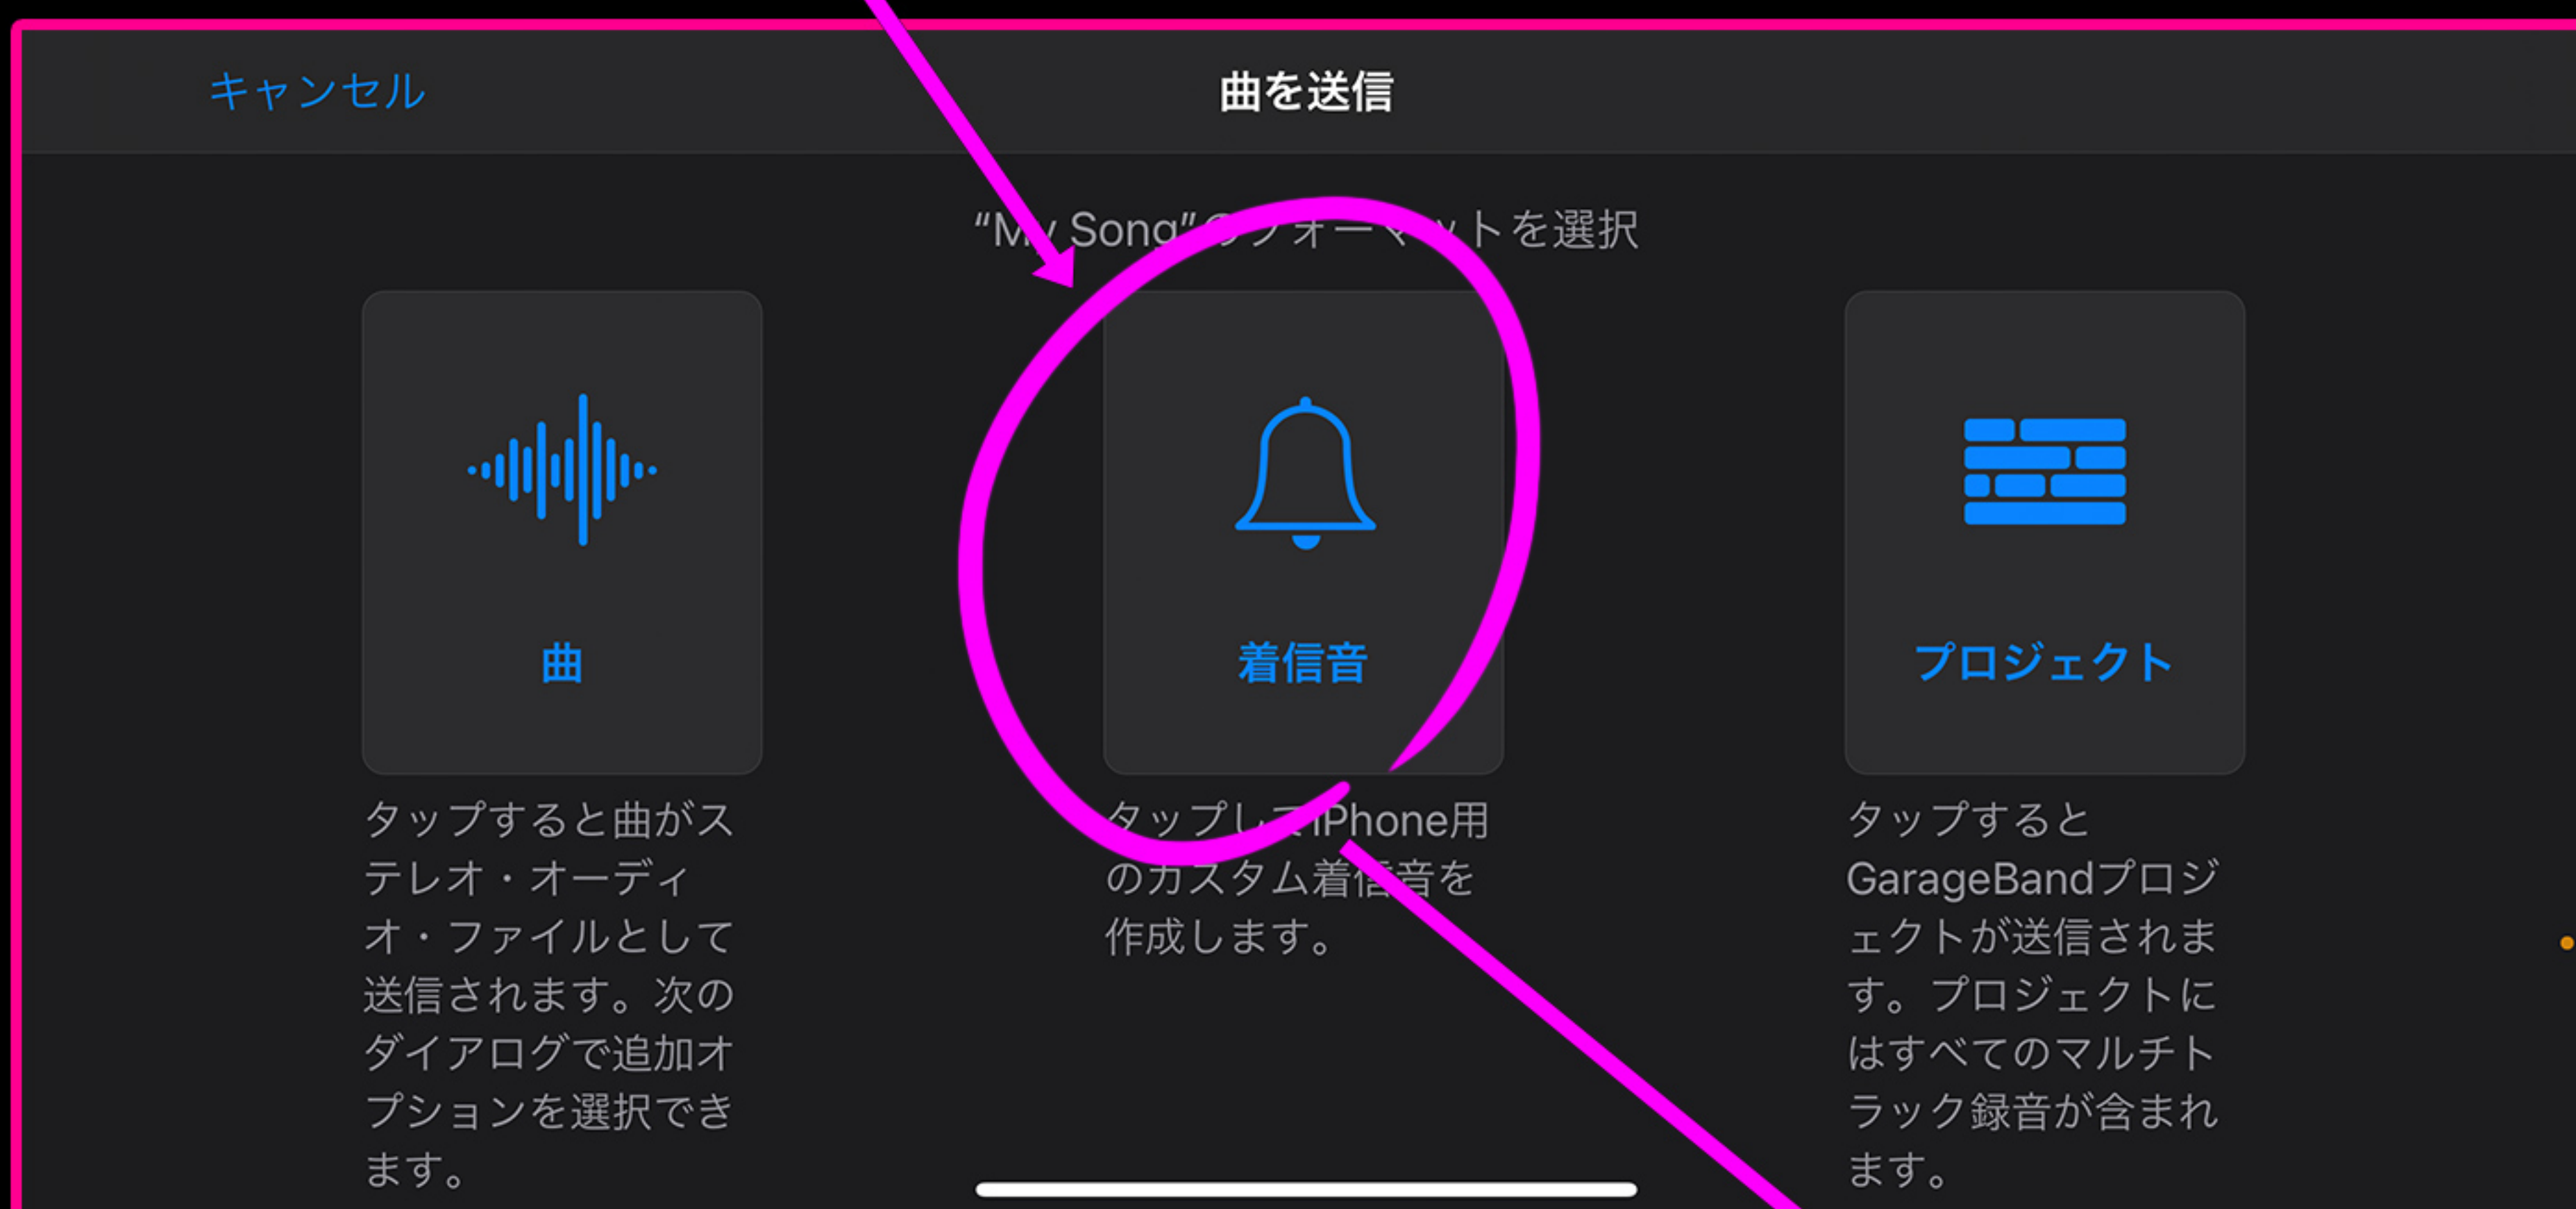 キャンセル
曲を送信
“My Song”のフォーマットを選択
曲
タップすると曲がス
テレオ・オーディ
オ・ファイルとして
送信されます。次の
ダイアログで追加オ
プションを選択でき
ます。
着信音
タップしてiPhone用
のカスタム着信音を
作成します。
プロジェクト
タップすると
GarageBandプロジ
ェクトが送信されま
す。プロジェクトに
はすべてのマルチト
ラック録音が含まれ
ます。